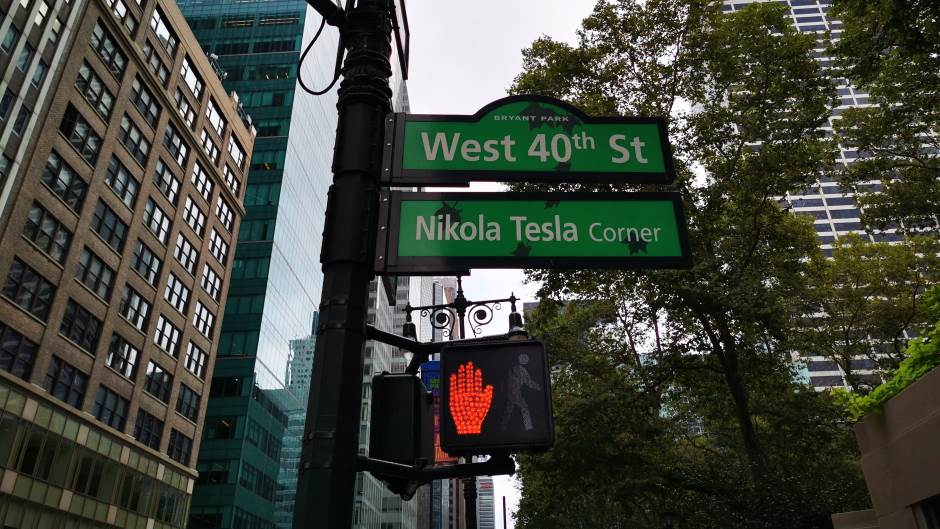 BRYANT PARK
West 40th St
Nikola Tesla Corner